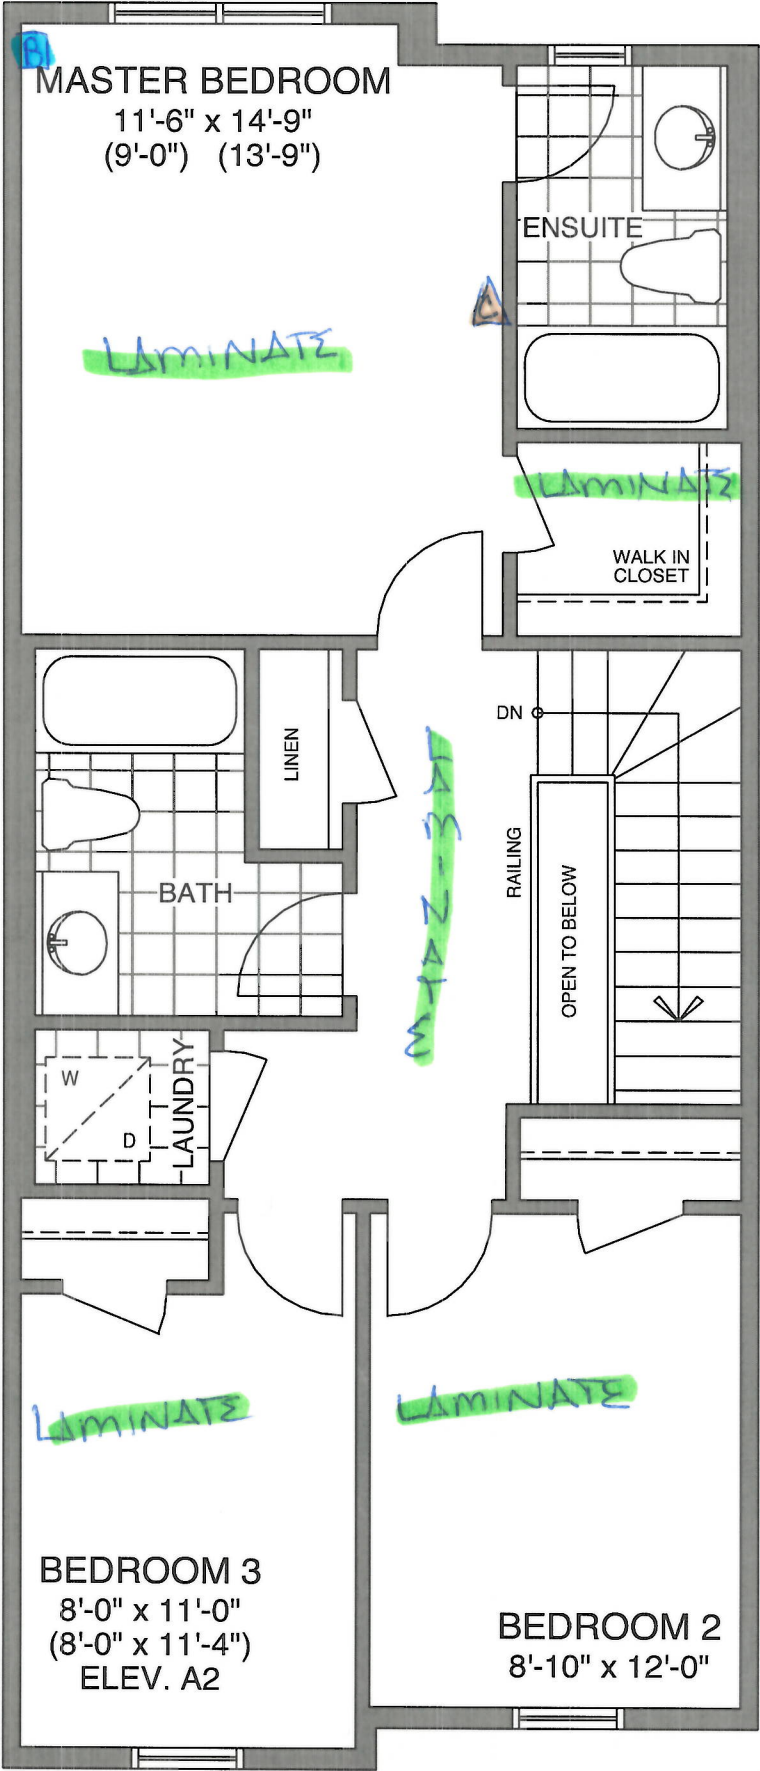 B
MASTER BEDROOM
11'-6" x 14'-9"
(9'-0") (13'-9")
ENSUITE
C
LAMINATE
LAMINATE
WALK IN
CLOSET
DN
LINEN
LAMINATE
RAILING
OPEN TO BELOW
BATH
W
D
LAUNDRY
LAMINATE
LAMINATE
BEDROOM 3
8'-0" x 11'-0"
(8'-0" x 11'-4")
ELEV. A2
BEDROOM 2
8'-10" x 12'-0"